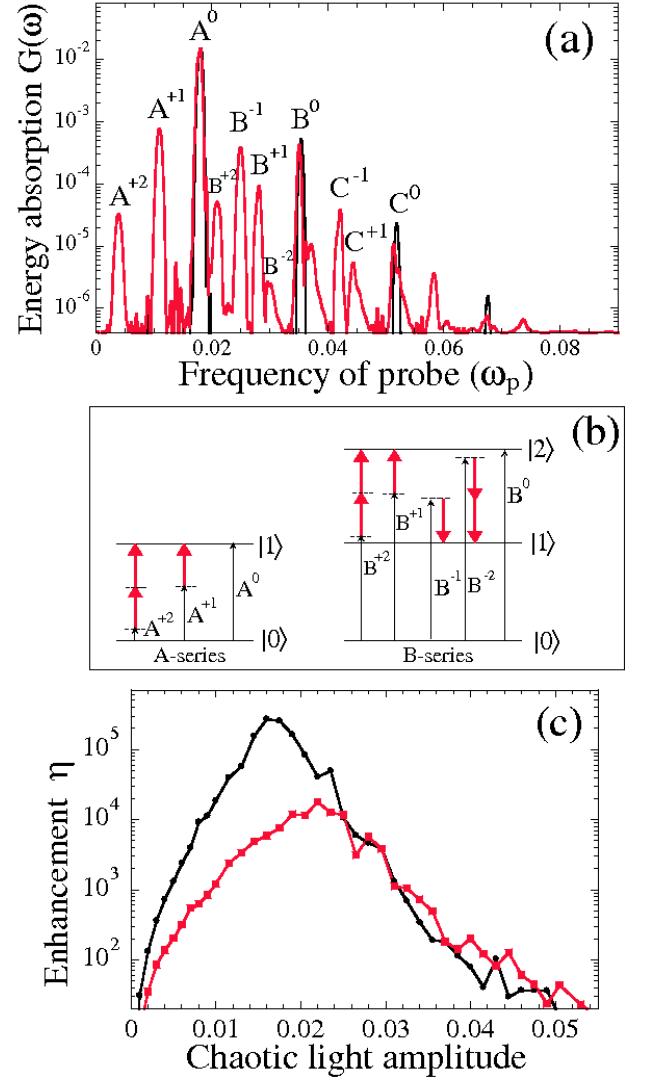 (a)
Energy absorption G(ω)
10^-2
10^-3
10^-4
10^-5
10^-6
A^+2
A^+1
A^0
B^+2
B^-1
B^+1
B^-2
B^0
C^-1
C^+1
C^0
0 0.02 0.04 0.06 0.08
Frequency of probe (ω_p)
(b)
|2⟩
|1⟩
|0⟩
A^+2
A^+1
A^0
A-series
|1⟩
|0⟩
B^+2
B^+1
B^-1
B^-2
B^0
B-series
(c)
Enhancement η
10^5
10^4
10^3
10^2
0 0.01 0.02 0.03 0.04 0.05
Chaotic light amplitude